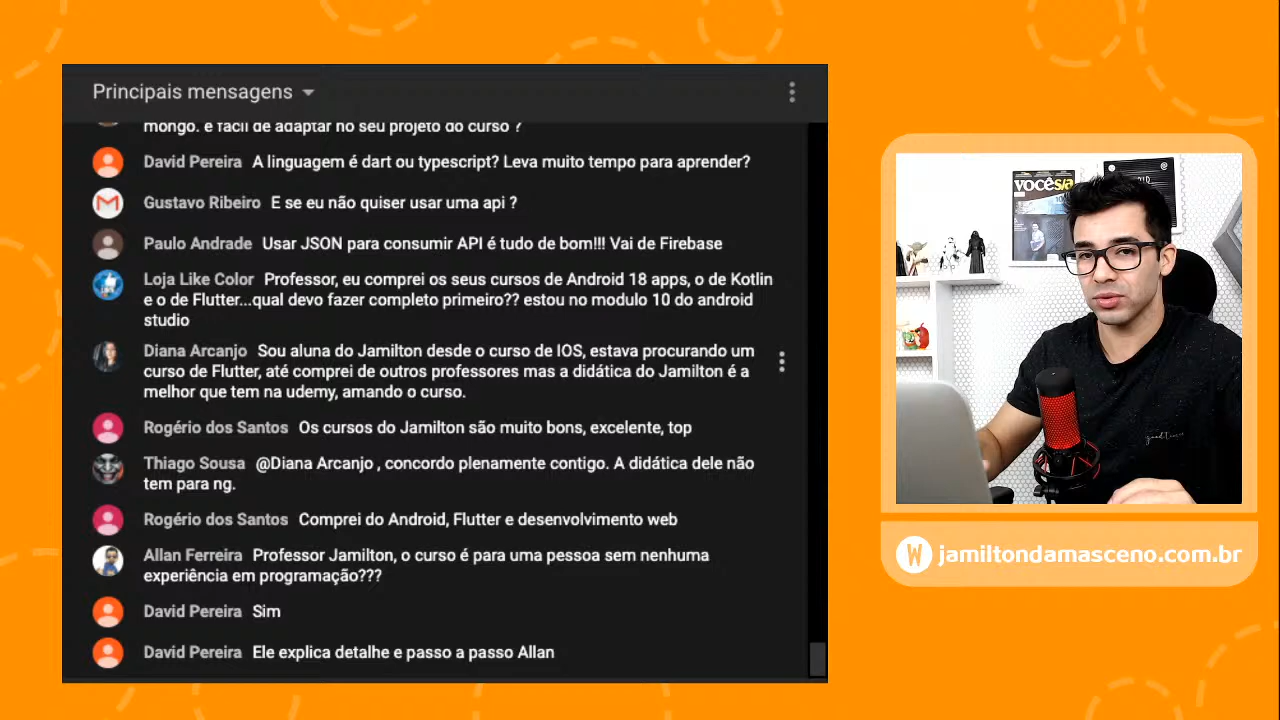 Principais mensagens
mongo. e fácil de adaptar no seu projeto do curso ?
David Pereira A linguagem é dart ou typescript? Leva muito tempo para aprender?
Gustavo Ribeiro E se eu não quiser usar uma api ?
Paulo Andrade Usar JSON para consumir API é tudo de bom!!! Vai de Firebase
Loja Like Color Professor, eu comprei os seus cursos de Android 18 apps, o de Kotlin
e o de Flutter...qual devo fazer completo primeiro?? estou no modulo 10 do android
studio
Diana Arcanjo Sou aluna do Jamilton desde o curso de IOS, estava procurando um
curso de Flutter, até comprei de outros professores mas a didática do Jamilton é a
melhor que tem na udemy, amando o curso.
Rogério dos Santos Os cursos do Jamilton são muito bons, excelente, top
Thiago Sousa @Diana Arcanjo , concordo plenamente contigo. A didática dele não
tem para ng.
Rogério dos Santos Comprei do Android, Flutter e desenvolvimento web
Allan Ferreira Professor Jamilton, o curso é para uma pessoa sem nenhuma
experiência em programação???
David Pereira Sim
David Pereira Ele explica detalhe e passo a passo Allan
VOCÊ S/A
W jamiltondamasceno.com.br